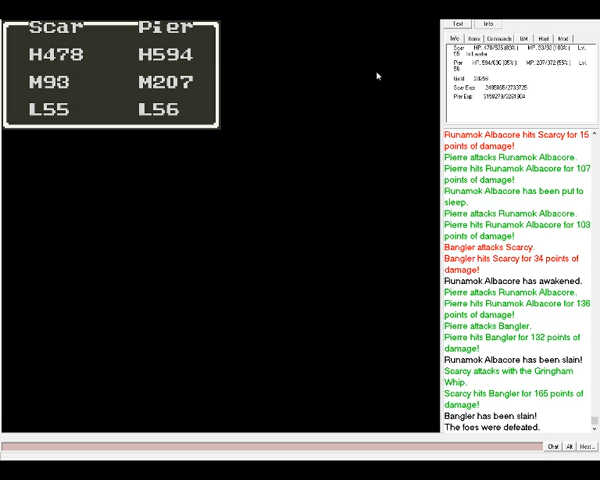 Scar Pier
H478 H594
M93 M207
L55 L56
Text Info
Info Items Commands GM Host Mod
Gold
Scar Exp:
Pier Exp:
Runamok Albacore hits Scarcy for 15
points of damage!
Pierre attacks Runamok Albacore.
Pierre hits Runamok Albacore for 107
points of damage!
Runamok Albacore has been put to
sleep.
Pierre attacks Runamok Albacore.
Pierre hits Runamok Albacore for 103
points of damage!
Bangler attacks Scarcy.
Bangler hits Scarcy for 34 points of
damage!
Runamok Albacore has awakened.
Pierre attacks Runamok Albacore.
Pierre hits Runamok Albacore for 136
points of damage!
Pierre attacks Bangler.
Pierre hits Bangler for 132 points of
damage!
Runamok Albacore has been slain!
Scarcy attacks with the Gringham
Whip.
Scarcy hits Bangler for 165 points of
damage!
Bangler has been slain!
The foes were defeated.
Chat Alt